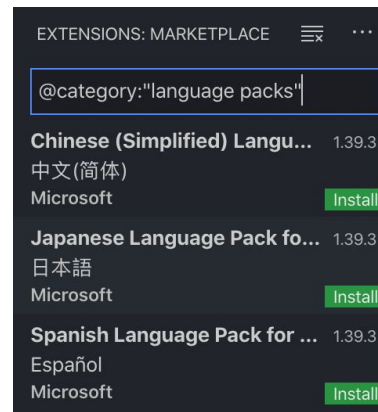 EXTENSIONS: MARKETPLACE
@category:"language packs"
Chinese (Simplified) Langu... 1.39.3
中文(简体)
Microsoft Install
Japanese Language Pack fo... 1.39.3
日本語
Microsoft Install
Spanish Language Pack for ... 1.39.3
Español
Microsoft Install